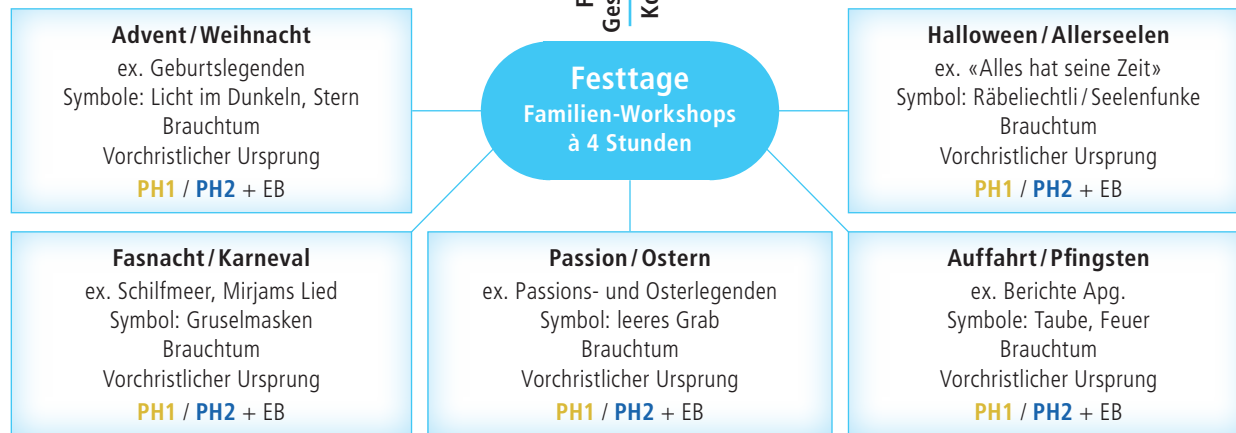 Advent / Weihnacht
ex. Geburtslegenden
Symbole: Licht im Dunkeln, Stern
Brauchtum
Vorchristlicher Ursprung
PH1 / PH2 + EB
Festtage
Familien-Workshops
à 4 Stunden
Halloween / Allerseelen
ex. «Alles hat seine Zeit»
Symbol: Räbeliechtli / Seelenfunke
Brauchtum
Vorchristlicher Ursprung
PH1 / PH2 + EB
Fasnacht / Karneval
ex. Schilfmeer, Mirjams Lied
Symbol: Gruselmasken
Brauchtum
Vorchristlicher Ursprung
PH1 / PH2 + EB
Passion / Ostern
ex. Passions- und Osterlegenden
Symbol: leeres Grab
Brauchtum
Vorchristlicher Ursprung
PH1 / PH2 + EB
Auffahrt / Pfingsten
ex. Berichte Apg.
Symbole: Taube, Feuer
Brauchtum
Vorchristlicher Ursprung
PH1 / PH2 + EB